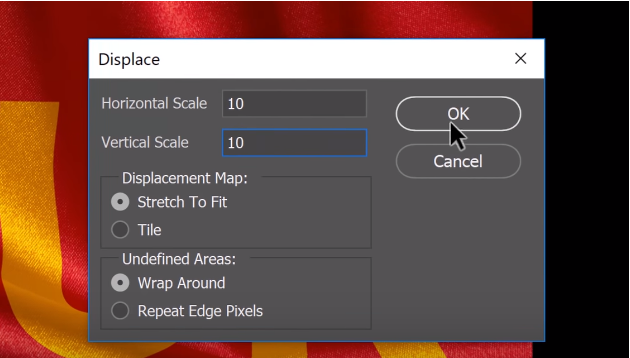 Displace
Horizontal Scale 10
OK
Vertical Scale 10
Cancel
Displacement Map:
Stretch To Fit
Tile
Undefined Areas:
Wrap Around
Repeat Edge Pixels